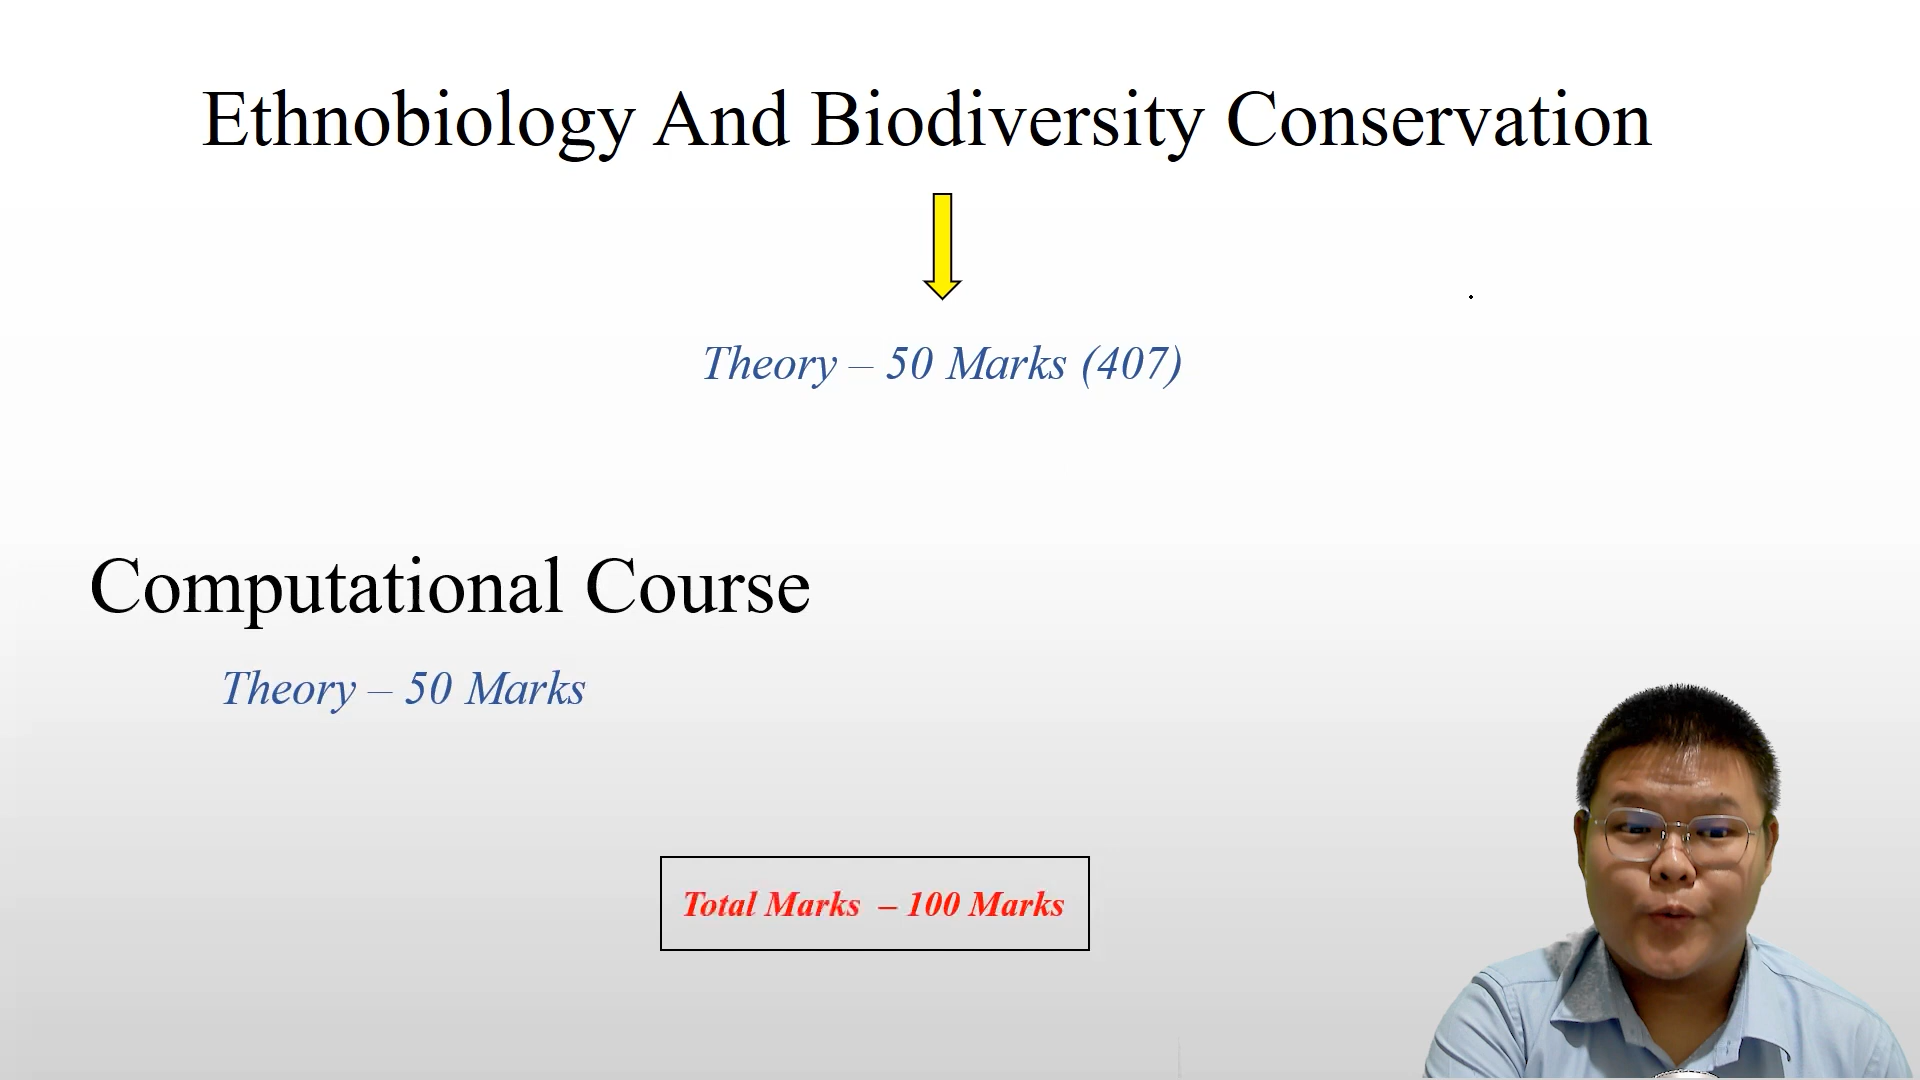 Ethnobiology And Biodiversity Conservation
Theory – 50 Marks (407)
Computational Course
Theory – 50 Marks
Total Marks – 100 Marks